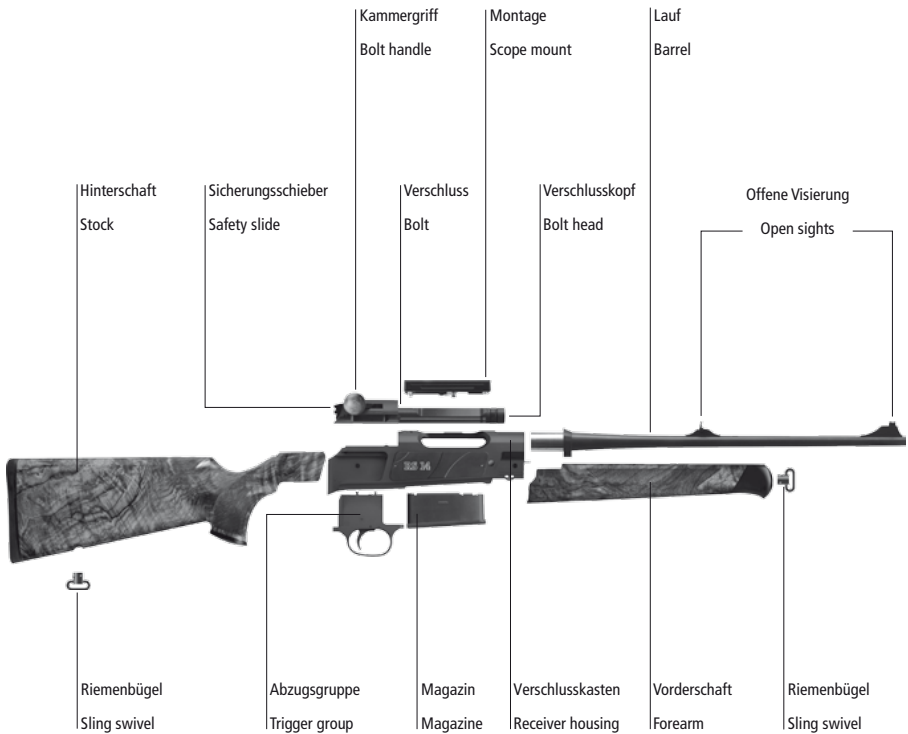 Kammergriff
Bolt handle
Montage
Scope mount
Lauf
Barrel
Hinterschaft
Stock
Sicherungsschieber
Safety slide
Verschluss
Bolt
Verschlusskopf
Bolt head
Offene Visierung
Open sights
RS 14
Riemenbügel
Sling swivel
Abzugsgruppe
Trigger group
Magazin
Magazine
Verschlusskasten
Receiver housing
Vorderschaft
Forearm
Riemenbügel
Sling swivel